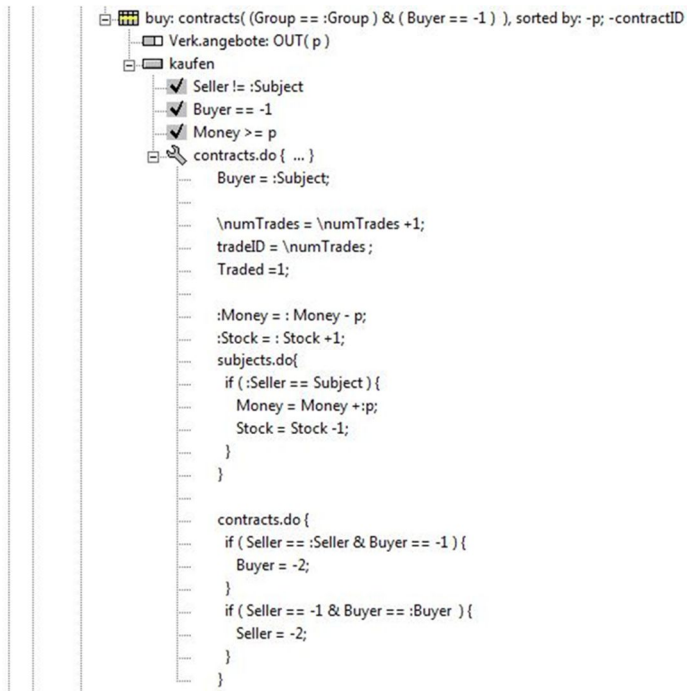 buy: contracts( (Group == :Group ) & ( Buyer == -1 ) ), sorted by: -p; -contractID
Verk.angebote: OUT( p )
kaufen
Seller != :Subject
Buyer == -1
Money >= p
contracts.do { ... }
Buyer = :Subject;
\numTrades = \numTrades +1;
tradeID = \numTrades ;
Traded =1;
:Money = : Money - p;
:Stock = : Stock +1;
subjects.do{
if ( :Seller == Subject ) {
Money = Money +:p;
Stock = Stock -1;
}
}
contracts.do {
if ( Seller == :Seller & Buyer == -1 ) {
Buyer = -2;
}
if ( Seller == -1 & Buyer == :Buyer ) {
Seller = -2;
}
}